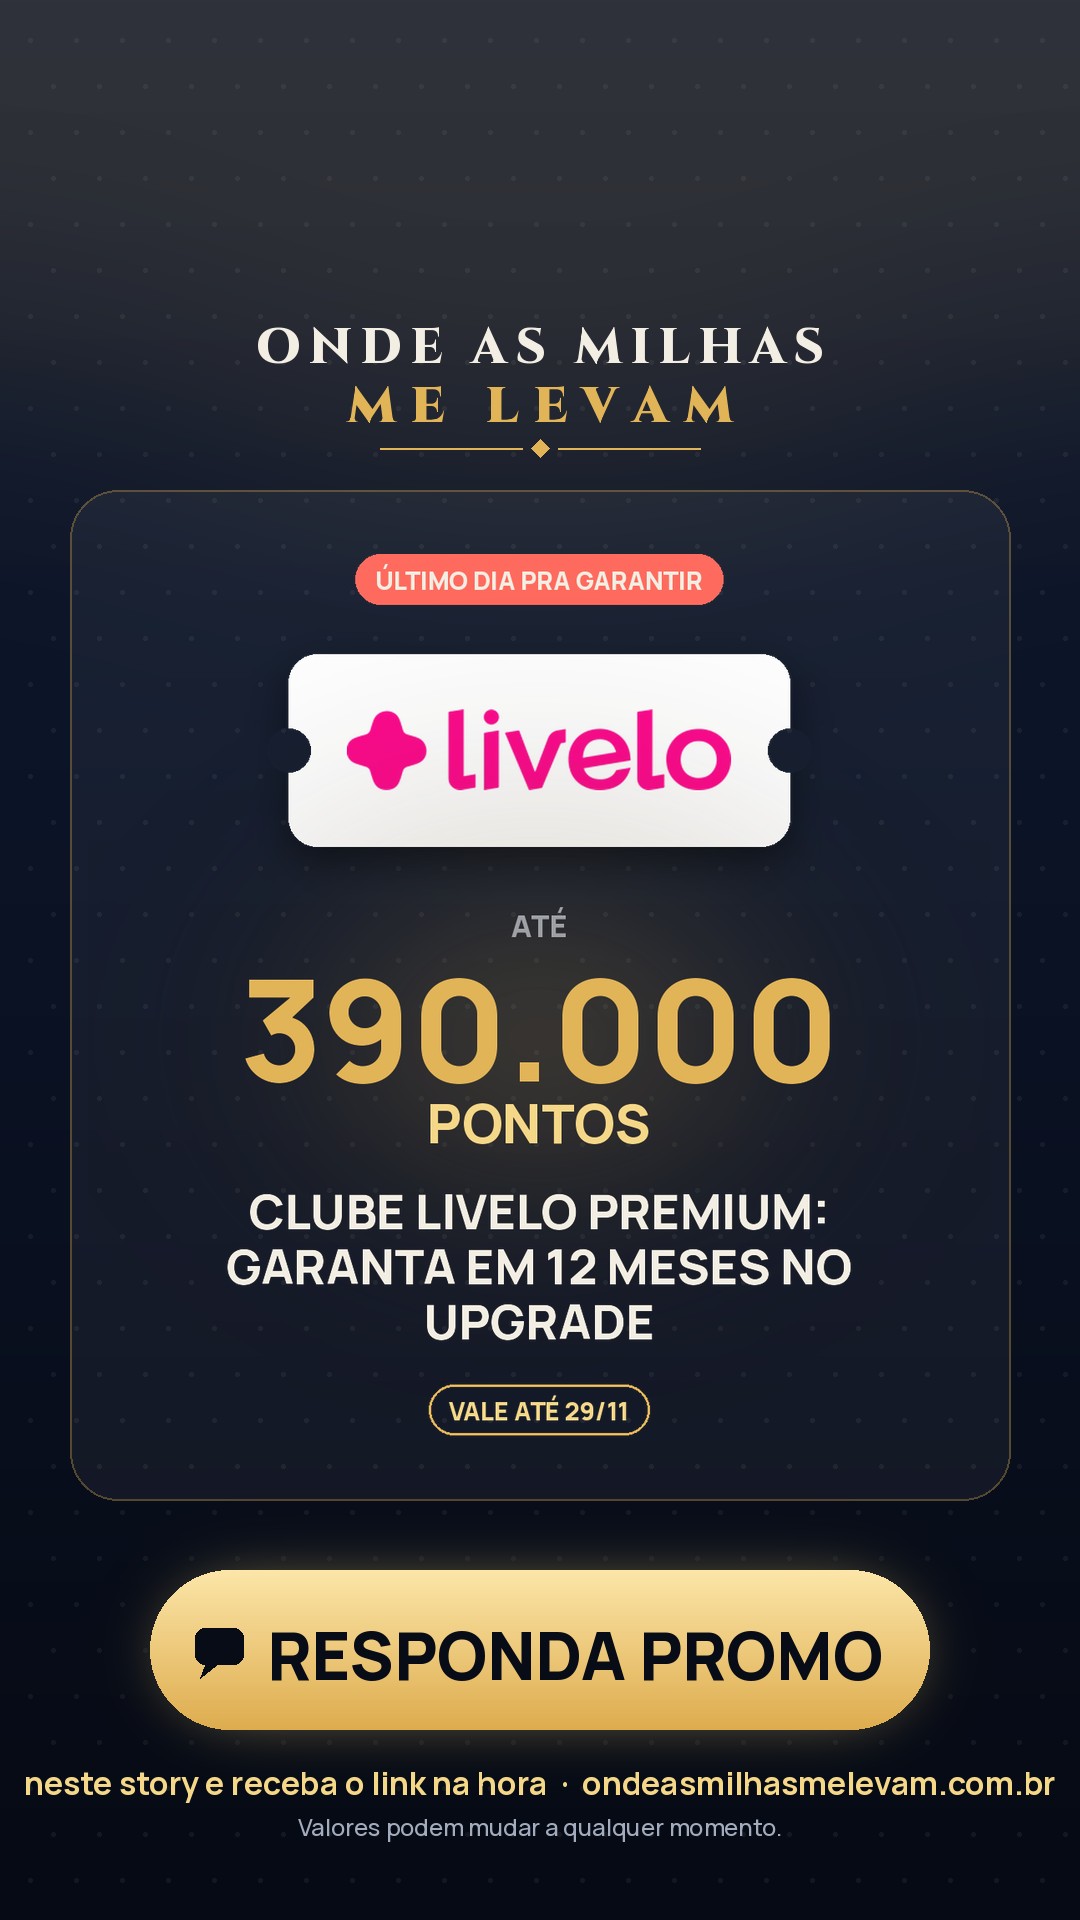 ONDE AS MILHAS
ME LEVAM
ÚLTIMO DIA PRA GARANTIR
livelo
ATÉ
390.000
PONTOS
CLUBE LIVELO PREMIUM:
GARANTA EM 12 MESES NO
UPGRADE
VALE ATÉ 29/11
RESPONDA PROMO
neste story e receba o link na hora · ondeasmilhasmelevam.com.br
Valores podem mudar a qualquer momento.